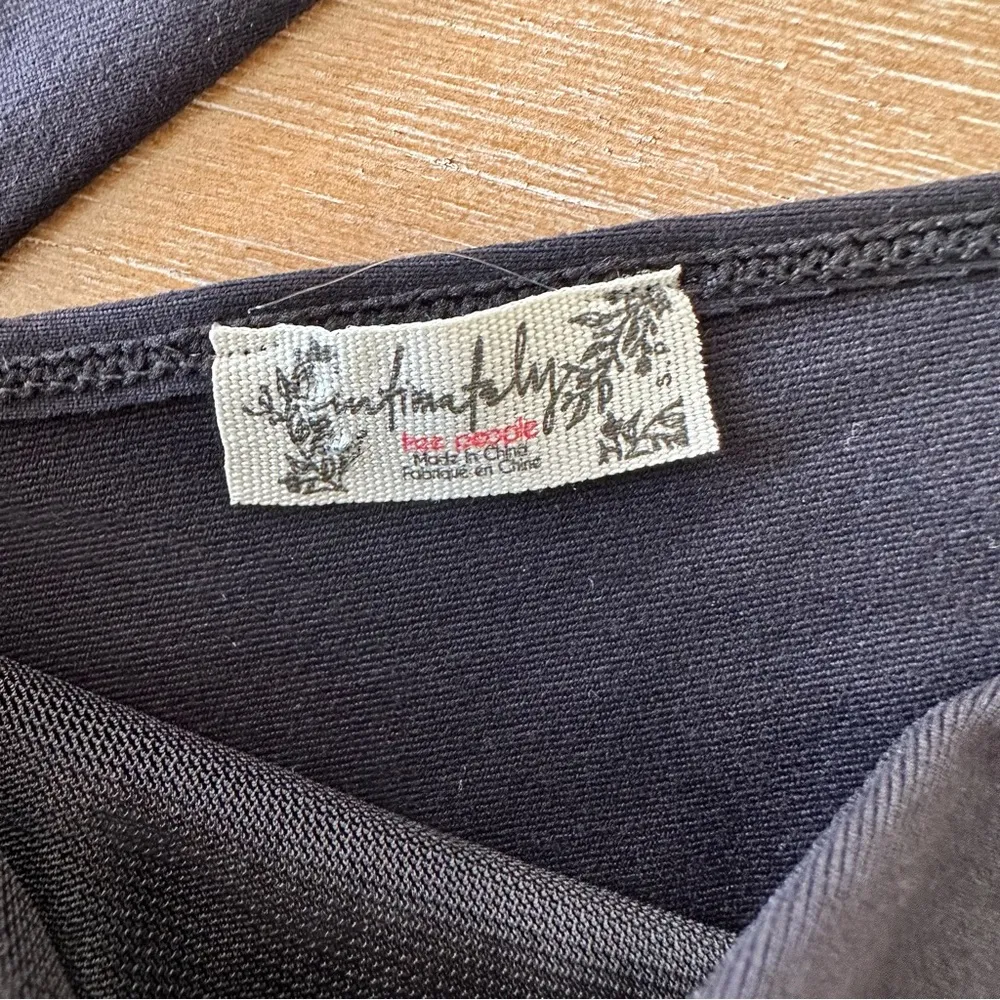 intimately
free people
Made in China
Fabriqué en Chine
S·P